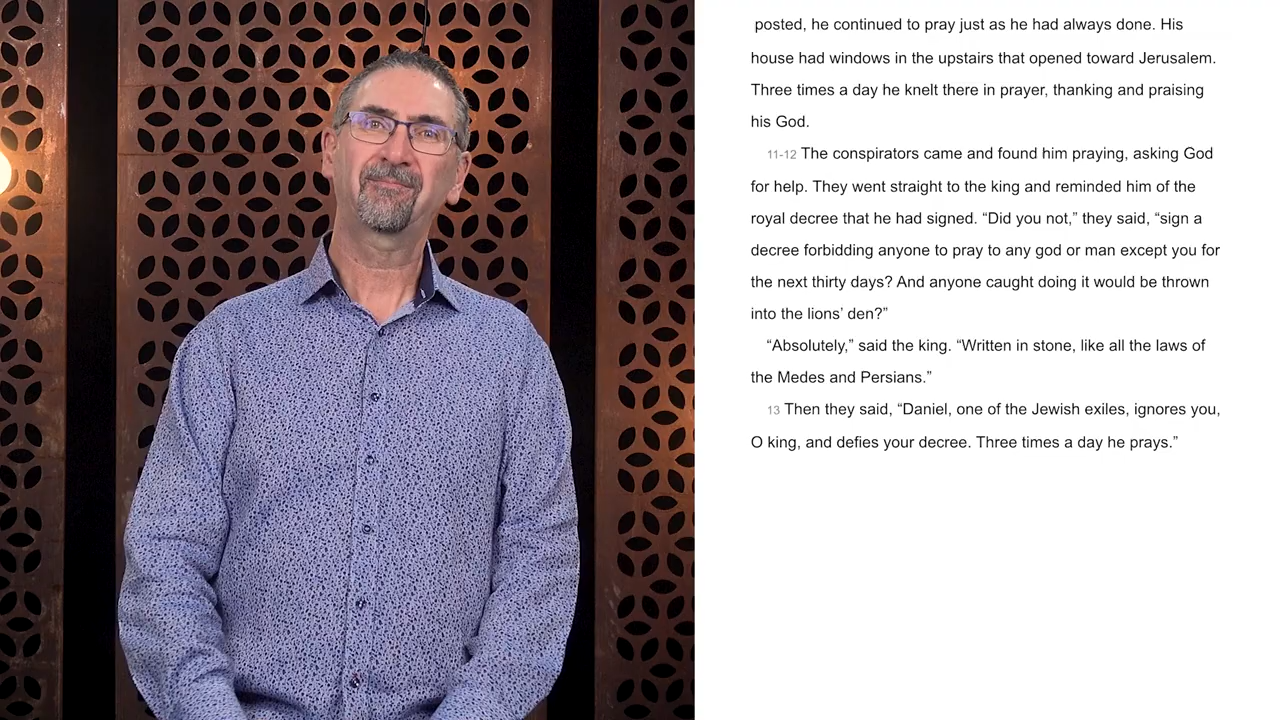 posted, he continued to pray just as he had always done. His
house had windows in the upstairs that opened toward Jerusalem.
Three times a day he knelt there in prayer, thanking and praising
his God.
11-12 The conspirators came and found him praying, asking God
for help. They went straight to the king and reminded him of the
royal decree that he had signed. “Did you not,” they said, “sign a
decree forbidding anyone to pray to any god or man except you for
the next thirty days? And anyone caught doing it would be thrown
into the lions’ den?”
“Absolutely,” said the king. “Written in stone, like all the laws of
the Medes and Persians.”
13 Then they said, “Daniel, one of the Jewish exiles, ignores you,
O king, and defies your decree. Three times a day he prays.”